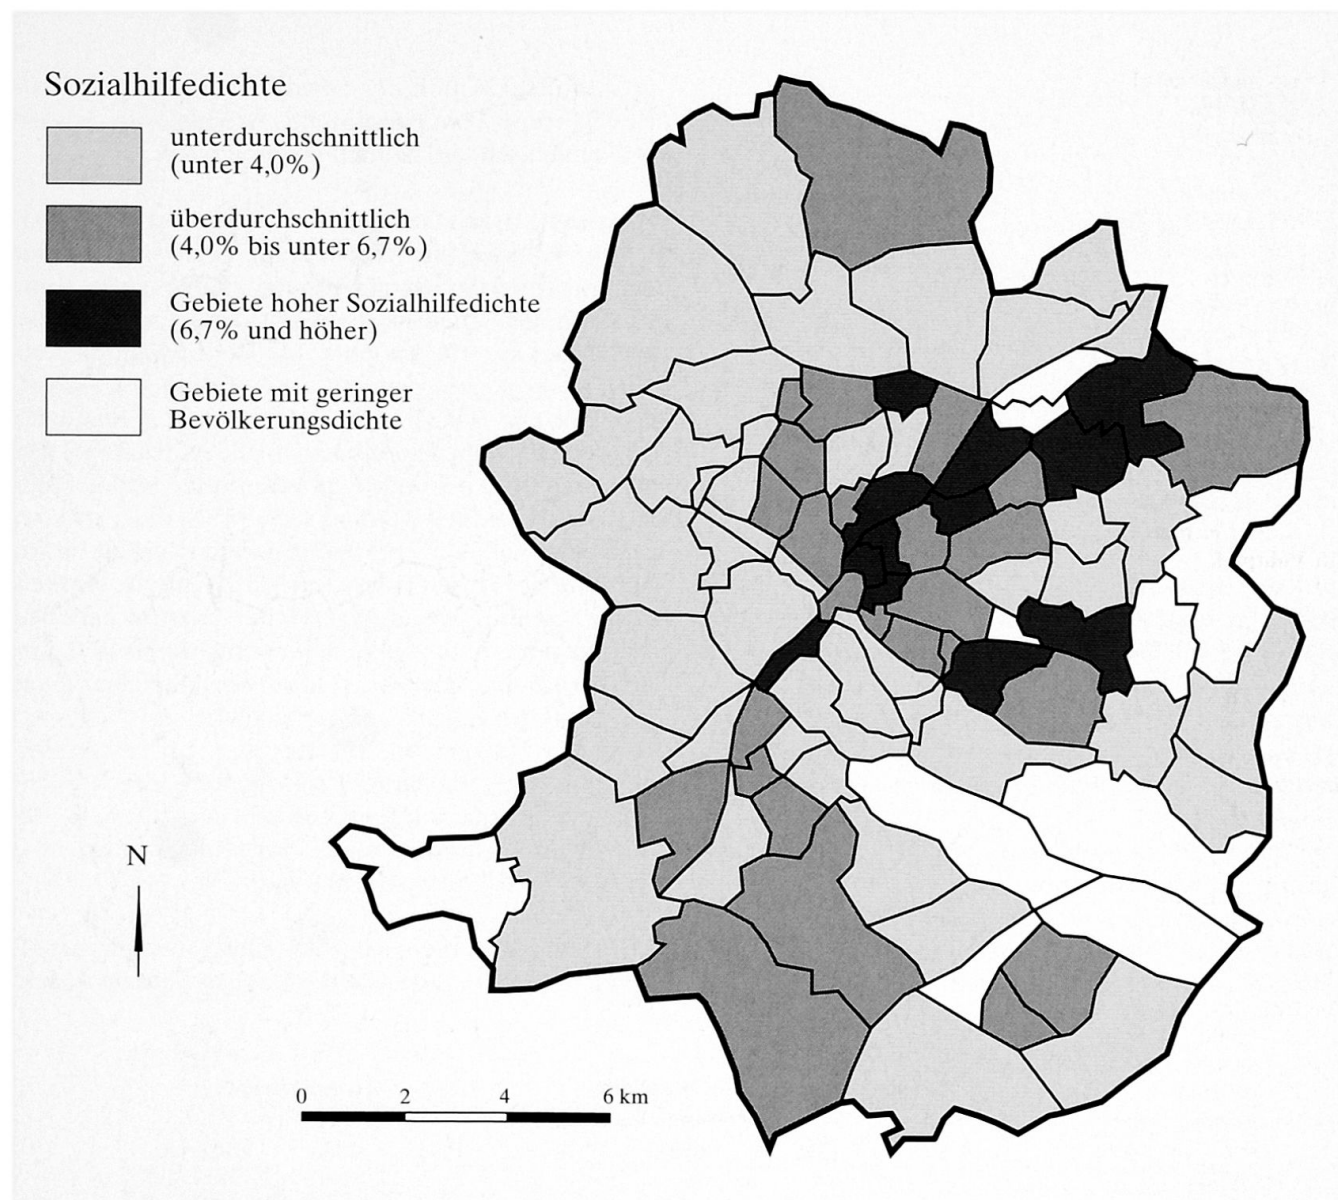 Sozialhilfedichte
unterdurchschnittlich
(unter 4,0%)
überdurchschnittlich
(4,0% bis unter 6,7%)
Gebiete hoher Sozialhilfedichte
(6,7% und höher)
Gebiete mit geringer
Bevölkerungsdichte
N
0 2 4 6 km